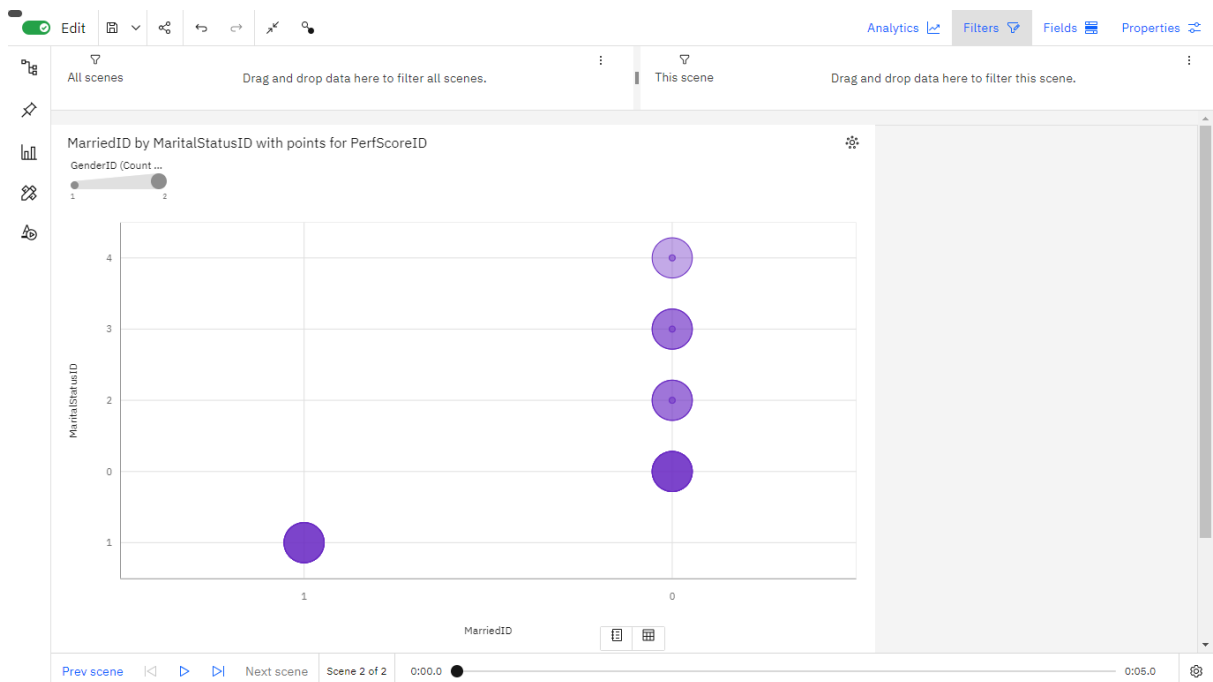 Edit
Analytics
Filters
Fields
Properties
All scenes
Drag and drop data here to filter all scenes.
This scene
Drag and drop data here to filter this scene.
MarriedID by MaritalStatusID with points for PerfScoreID
GenderID (Count ...
1 2
4
3
2
0
1
MaritalStatusID
1 0
MarriedID
Prev scene
Next scene
Scene 2 of 2
0:00.0
0:05.0